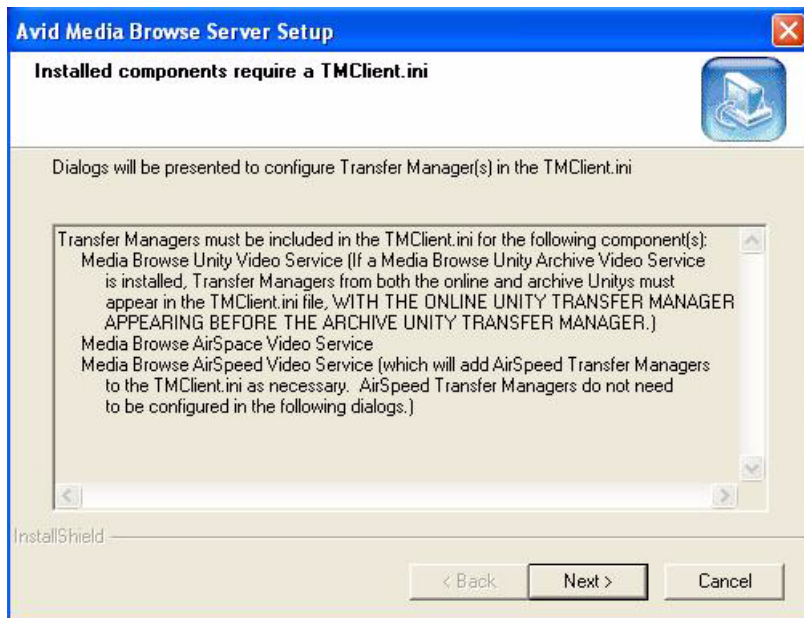 Avid Media Browse Server Setup
Installed components require a TMClient.ini
Dialogs will be presented to configure Transfer Manager(s) in the TMClient.ini
Transfer Managers must be included in the TMClient.ini for the following component(s):
Media Browse Unity Video Service (If a Media Browse Unity Archive Video Service
is installed, Transfer Managers from both the online and archive Unitys must
appear in the TMClient.ini file, WITH THE ONLINE UNITY TRANSFER MANAGER
APPEARING BEFORE THE ARCHIVE UNITY TRANSFER MANAGER.)
Media Browse AirSpace Video Service
Media Browse AirSpeed Video Service (which will add AirSpeed Transfer Managers
to the TMClient.ini as necessary.  AirSpeed Transfer Managers do not need
to be configured in the following dialogs.)
InstallShield
< Back
Next >
Cancel